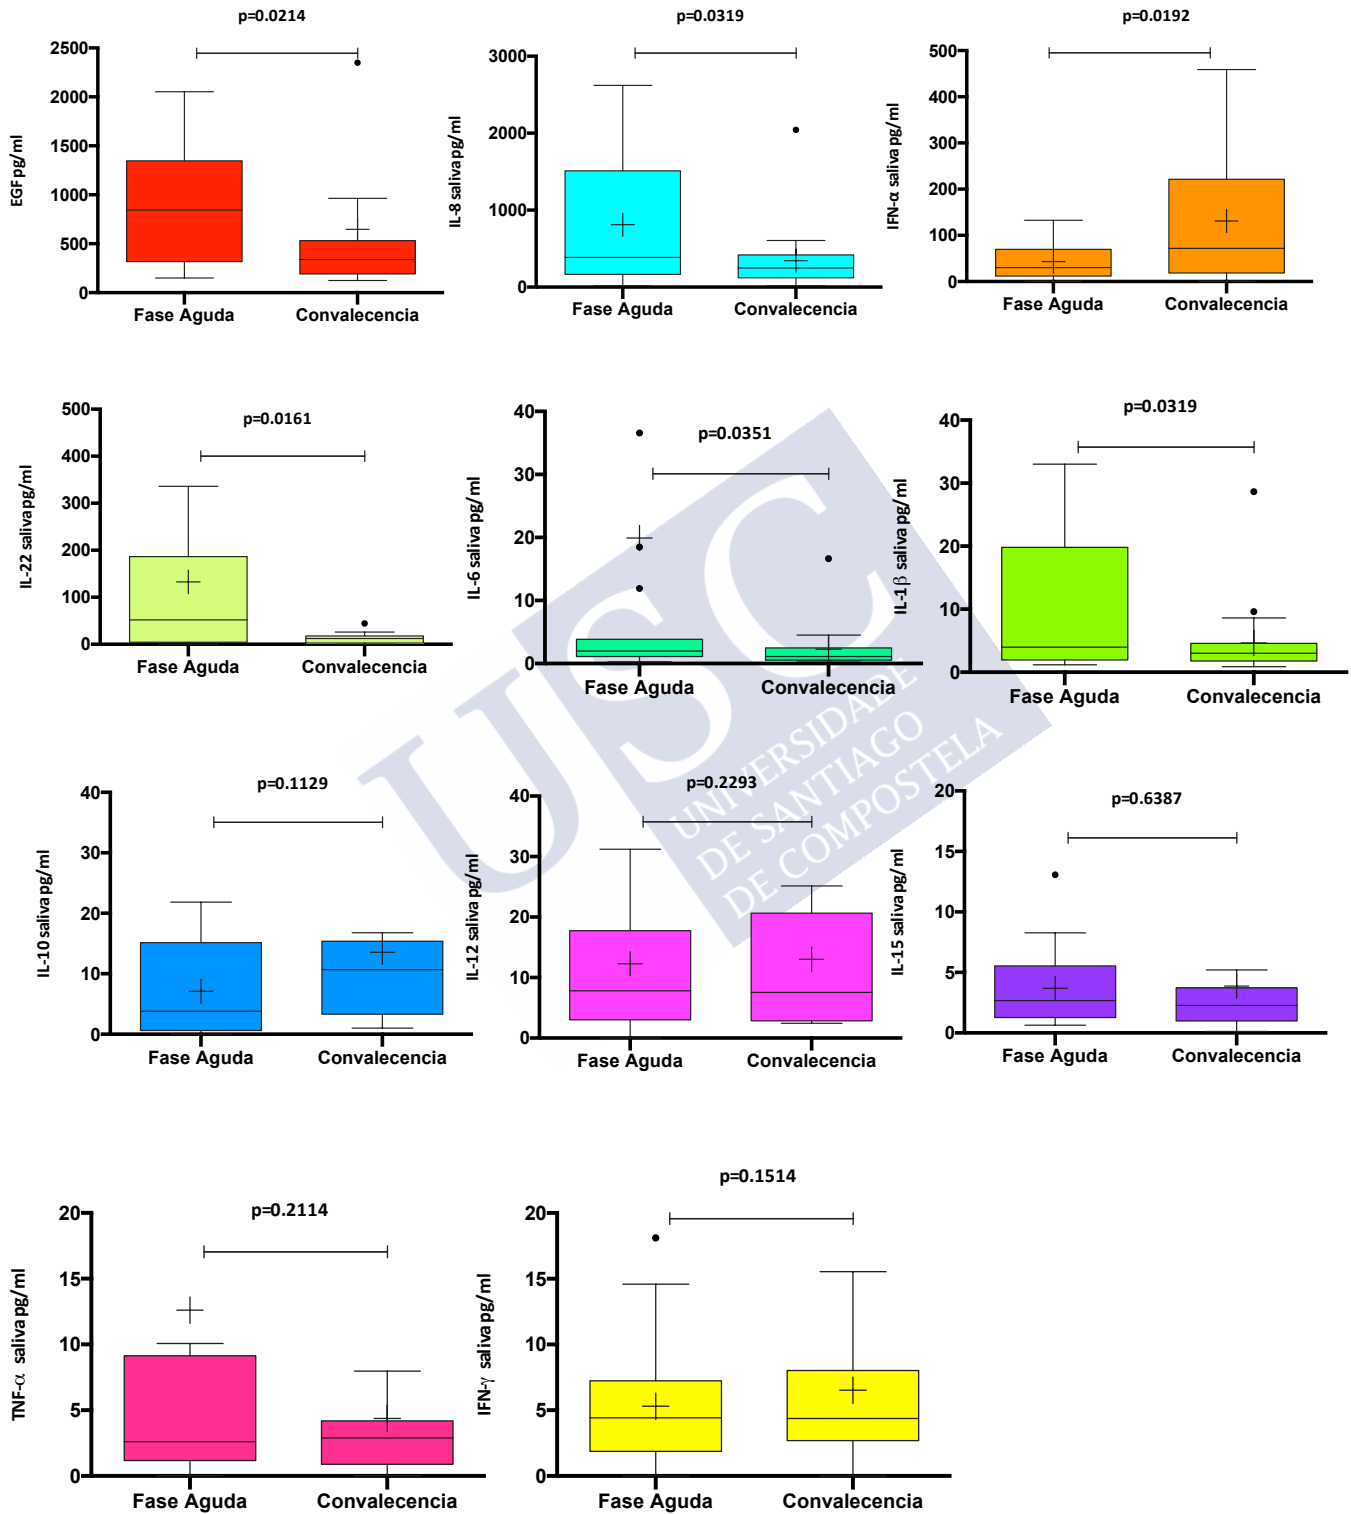 p=0.0214
EGF pg/ml
2500
2000
1500
1000
500
0
Fase Aguda Convalecencia
p=0.0319
IL-8 saliva pg/ml
3000
2000
1000
0
Fase Aguda Convalecencia
p=0.0192
IFN-α saliva pg/ml
500
400
300
200
100
0
Fase Aguda Convalecencia
p=0.0161
IL-22 saliva pg/ml
500
400
300
200
100
0
Fase Aguda Convalecencia
p=0.0351
IL-6 saliva pg/ml
40
30
20
10
0
Fase Aguda Convalecencia
p=0.0319
IL-1β saliva pg/ml
40
30
20
10
0
Fase Aguda Convalecencia
USC
UNIVERSIDADE
DE SANTIAGO
DE COMPOSTELA
p=0.1129
IL-10 saliva pg/ml
40
30
20
10
0
Fase Aguda Convalecencia
p=0.2293
IL-12 saliva pg/ml
40
30
20
10
0
Fase Aguda Convalecencia
p=0.6387
IL-15 saliva pg/ml
20
15
10
5
0
Fase Aguda Convalecencia
p=0.2114
TNF-α saliva pg/ml
20
15
10
5
0
Fase Aguda Convalecencia
p=0.1514
IFN-γ saliva pg/ml
20
15
10
5
0
Fase Aguda Convalecencia